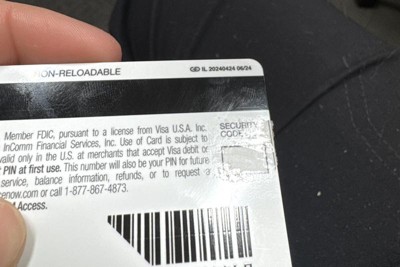 NON-RELOADABLE
IL 20240424 06/24
Member FDIC, pursuant to a license from Visa U.S.A. Inc.
InComm Financial Services, Inc. Use of Card is subject to
valid only in the U.S. at merchants that accept Visa debit or
PIN at first use. This number will also be your PIN for future
service, balance information, refunds, or to request a
cenow.com or call 1-877-867-4873.
Access.
SECURITY
CODE